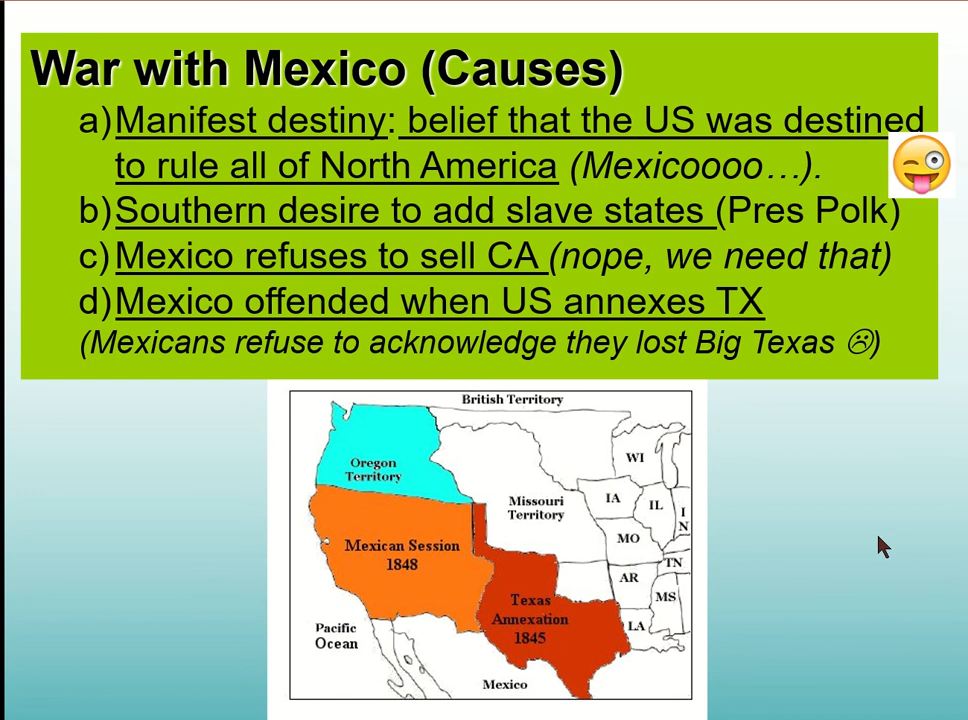 War with Mexico (Causes)
a) Manifest destiny: belief that the US was destined
to rule all of North America (Mexicoooo…).
b) Southern desire to add slave states (Pres Polk)
c) Mexico refuses to sell CA (nope, we need that)
d) Mexico offended when US annexes TX
(Mexicans refuse to acknowledge they lost Big Texas ☹)
British Territory
Oregon
Territory
WI
Missouri
Territory
IA
IL
I
N
MO
Mexican Session
1848
TN
AR
MS
Texas
Annexation
1845
LA
Pacific
Ocean
Mexico